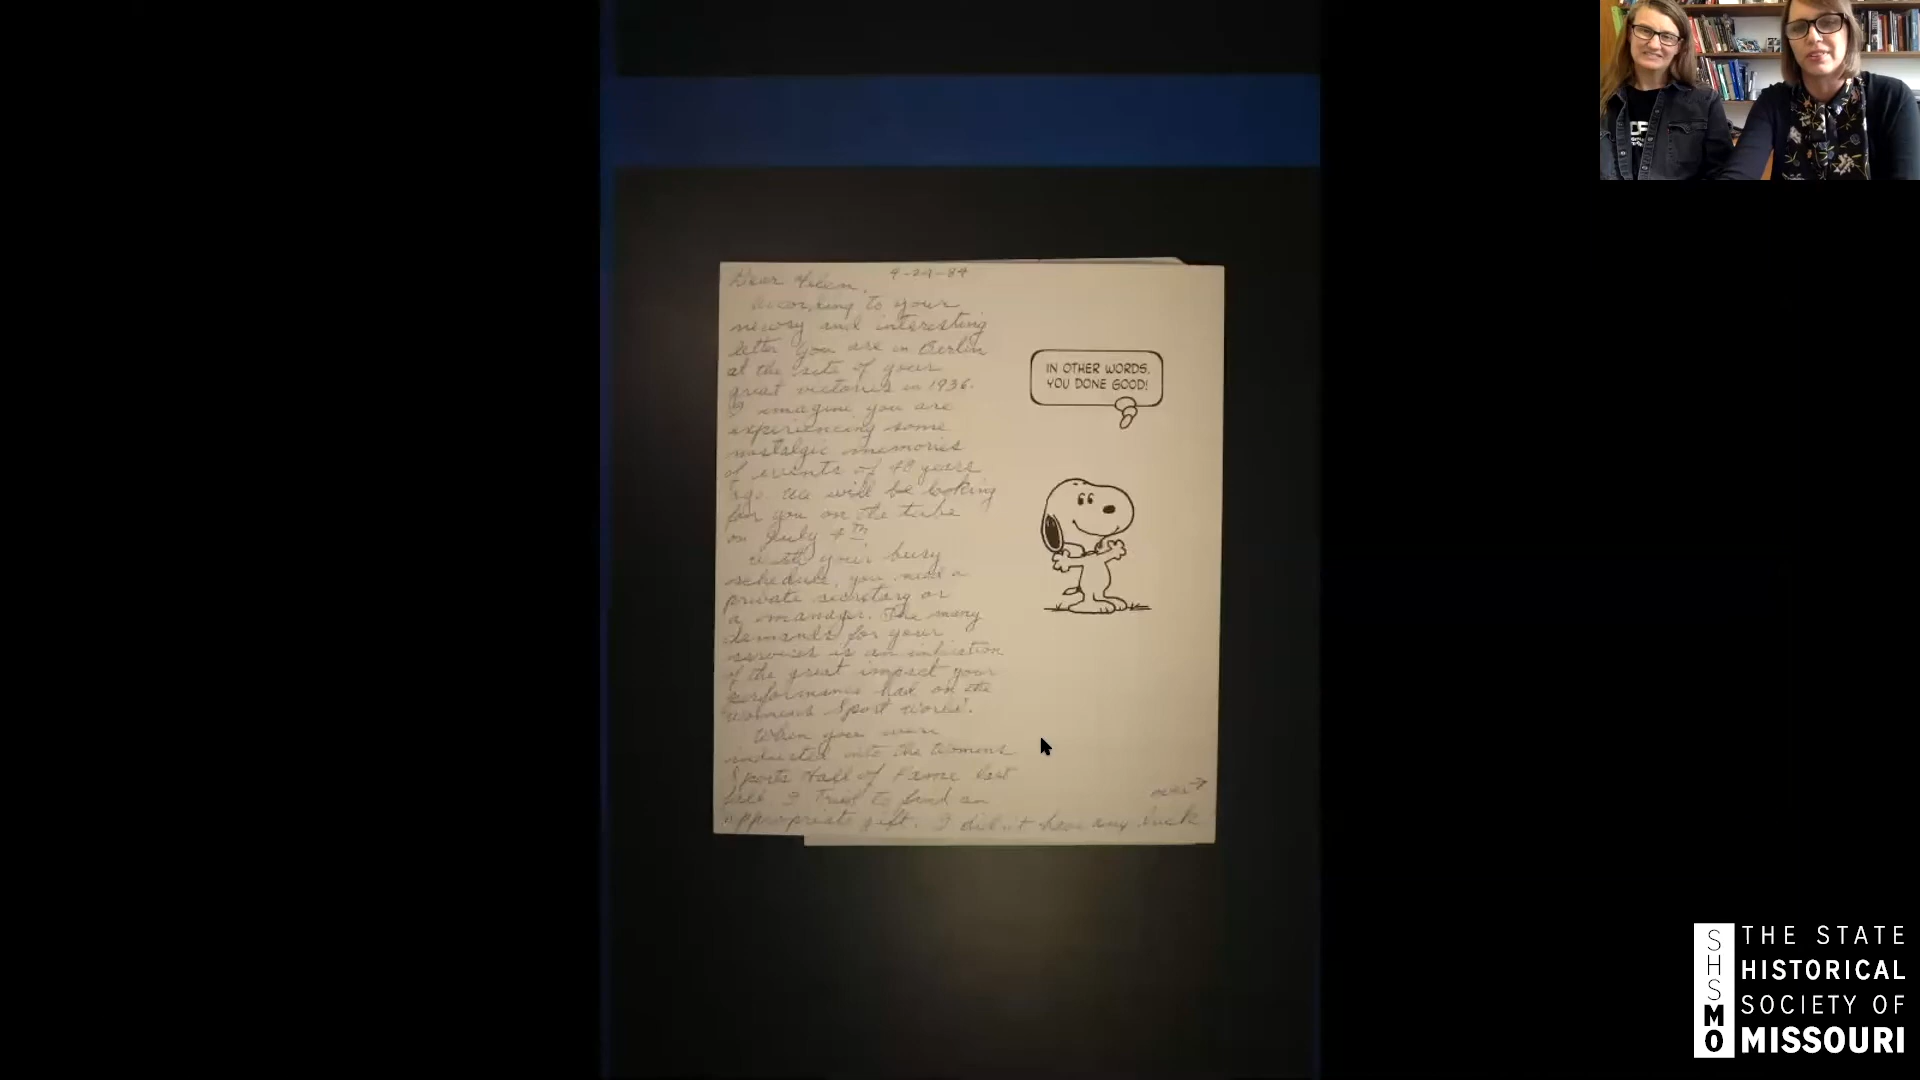 Dear Helen,
4-29-84
According to your
newsy and interesting
letter you are in Berlin
at the site of your
great victories in 1936.
I imagine you are
experiencing some
nostalgic memories
of events of 48 years
ago. We will be looking
for you on the tube
on July 4th
With your busy
schedule, you need a
private secretary or
a manager. The many
demands for your
services is an indication
of the great impact your
performances had on the
womens sport world.
When you were
inducted into the Womens
Sports Hall of Fame last
fall I tried to find an
appropriate gift. I didn't have any luck
more →
IN OTHER WORDS,
YOU DONE GOOD!
SHSMO
THE STATE
HISTORICAL
SOCIETY OF
MISSOURI